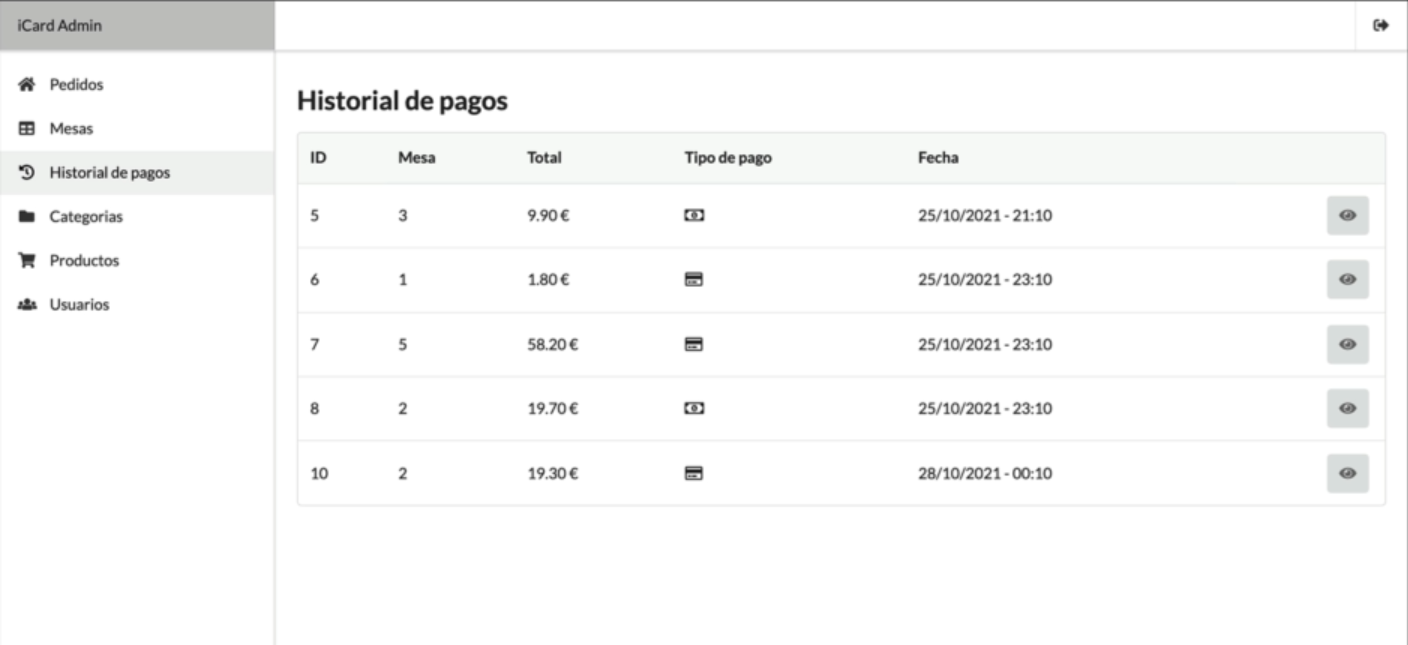 iCard Admin
Pedidos
Mesas
Historial de pagos
Categorias
Productos
Usuarios
Historial de pagos
ID Mesa Total Tipo de pago Fecha
5 3 9.90 € 25/10/2021 - 21:10
6 1 1.80 € 25/10/2021 - 23:10
7 5 58.20 € 25/10/2021 - 23:10
8 2 19.70 € 25/10/2021 - 23:10
10 2 19.30 € 28/10/2021 - 00:10